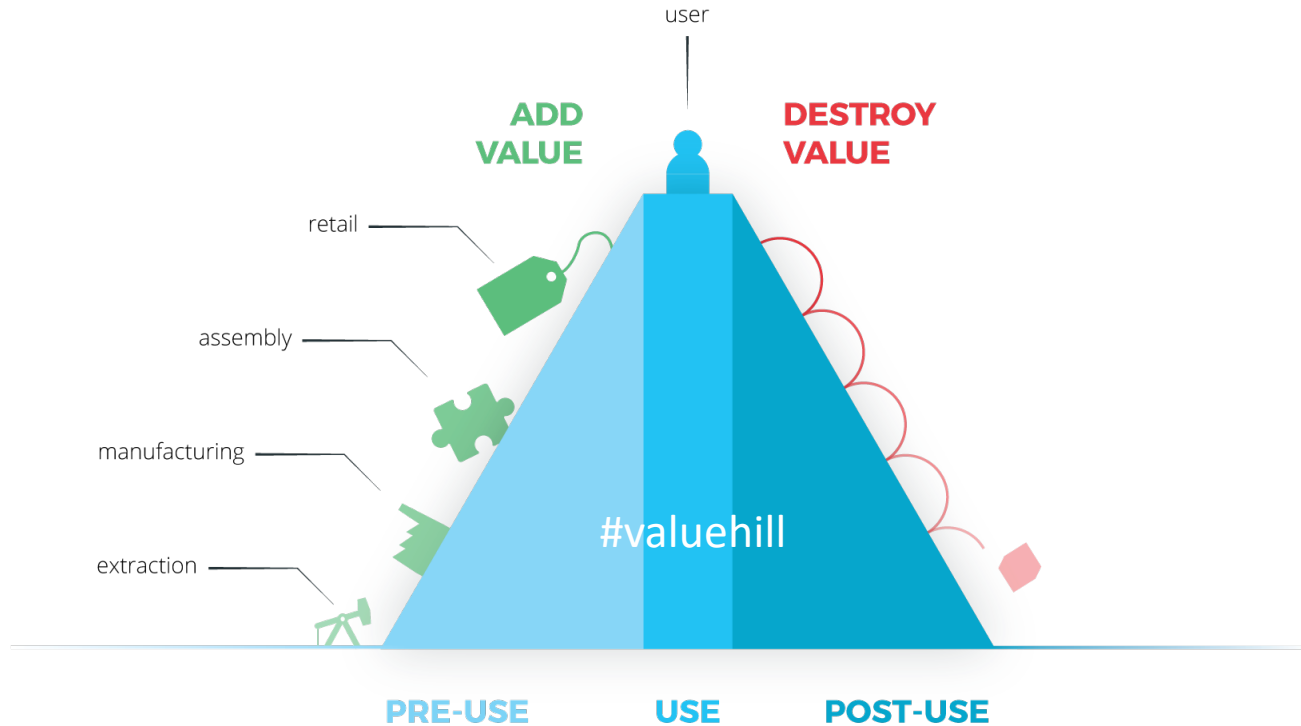 user
ADD
VALUE
DESTROY
VALUE
retail
assembly
manufacturing
extraction
#valuehill
PRE-USE
USE
POST-USE